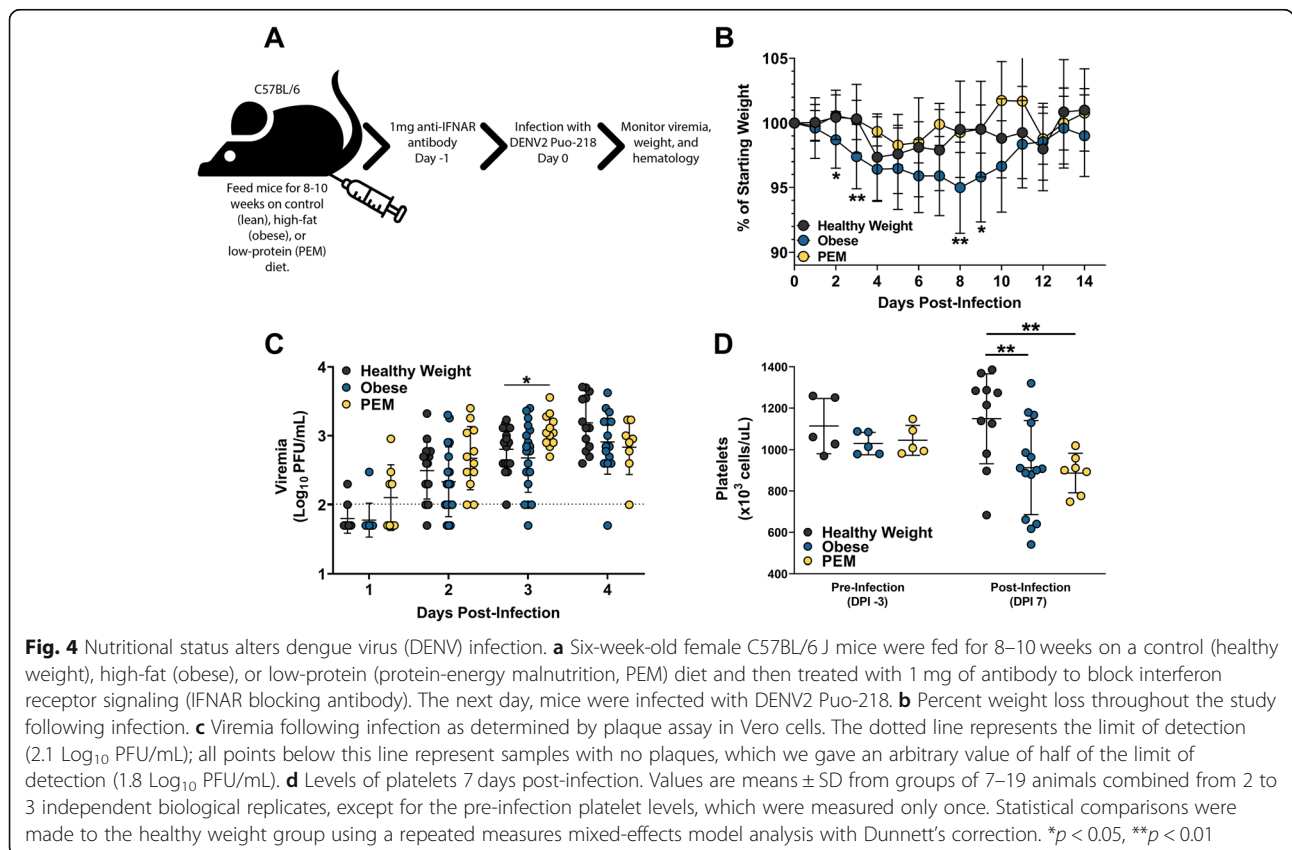 A
C57BL/6
Feed mice for 8-10
weeks on control
(lean), high-fat
(obese), or
low-protein (PEM)
diet.
1mg anti-IFNAR
antibody
Day -1
Infection with
DENV2 Puo-218
Day 0
Monitor viremia,
weight, and
hematology
B
% of Starting Weight
105
100
95
90
Healthy Weight
Obese
PEM
*
**
**
*
0 2 4 6 8 10 12 14
Days Post-Infection
C
Viremia
(Log10 PFU/mL)
4
3
2
1
Healthy Weight
Obese
PEM
*
1 2 3 4
Days Post-Infection
D
Platelets
(x10³ cells/uL)
1400
1200
1000
800
600
400
**
**
Healthy Weight
Obese
PEM
Pre-Infection
(DPI -3)
Post-Infection
(DPI 7)
Fig. 4 Nutritional status alters dengue virus (DENV) infection. a Six-week-old female C57BL/6 J mice were fed for 8–10 weeks on a control (healthy
weight), high-fat (obese), or low-protein (protein-energy malnutrition, PEM) diet and then treated with 1 mg of antibody to block interferon
receptor signaling (IFNAR blocking antibody). The next day, mice were infected with DENV2 Puo-218. b Percent weight loss throughout the study
following infection. c Viremia following infection as determined by plaque assay in Vero cells. The dotted line represents the limit of detection
(2.1 Log10 PFU/mL); all points below this line represent samples with no plaques, which we gave an arbitrary value of half of the limit of
detection (1.8 Log10 PFU/mL). d Levels of platelets 7 days post-infection. Values are means ± SD from groups of 7–19 animals combined from 2 to
3 independent biological replicates, except for the pre-infection platelet levels, which were measured only once. Statistical comparisons were
made to the healthy weight group using a repeated measures mixed-effects model analysis with Dunnett's correction. *p < 0.05, **p < 0.01